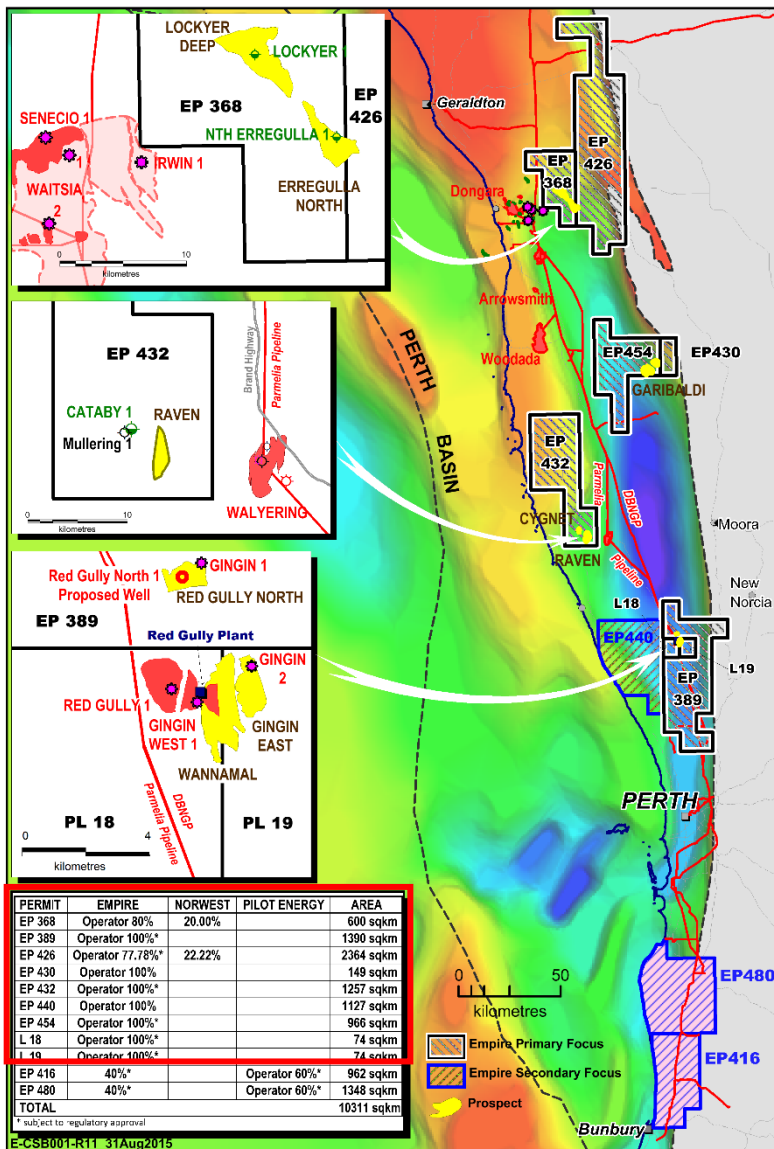 LOCKYER
DEEP
LOCKYER 1
EP 368
EP
426
SENECIO 1
NTH ERREGULLA 1
1
IRWIN 1
WAITSIA
2
ERREGULLA
NORTH
0 10
kilometres
EP 432
Brand Highway
Parmelia Pipeline
CATABY 1
RAVEN
Mullering 1
0 10
kilometres
WALYERING
Red Gully North 1
Proposed Well
GINGIN 1
RED GULLY NORTH
EP 389
Red Gully Plant
GINGIN
2
RED GULLY 1
GINGIN
WEST 1
GINGIN
EAST
WANNAMAL
DBNGP
Parmelia Pipeline
PL 18
PL 19
0 4
kilometres
Geraldton
EP
426
EP
368
Dongara
Arrowsmith
Woodada
EP454
EP430
GARIBALDI
PERTH
BASIN
EP
432
Parmelia
DBNGP
Pipeline
CYGNET
RAVEN
Moora
New
Norcia
L18
EP440
L19
EP
389
PERTH
0 50
kilometres
EP480
EP416
Bunbury
Empire Primary Focus
Empire Secondary Focus
Prospect
PERMIT EMPIRE NORWEST PILOT ENERGY AREA
EP 368 Operator 80% 20.00% 600 sqkm
EP 389 Operator 100%* 1390 sqkm
EP 426 Operator 77.78%* 22.22% 2364 sqkm
EP 430 Operator 100% 149 sqkm
EP 432 Operator 100%* 1257 sqkm
EP 440 Operator 100% 1127 sqkm
EP 454 Operator 100%* 966 sqkm
L 18 Operator 100%* 74 sqkm
L 19 Operator 100%* 74 sqkm
EP 416 40%* Operator 60%* 962 sqkm
EP 480 40%* Operator 60%* 1348 sqkm
TOTAL 10311 sqkm
* subject to regulatory approval
E-CSB001-R11 31Aug2015